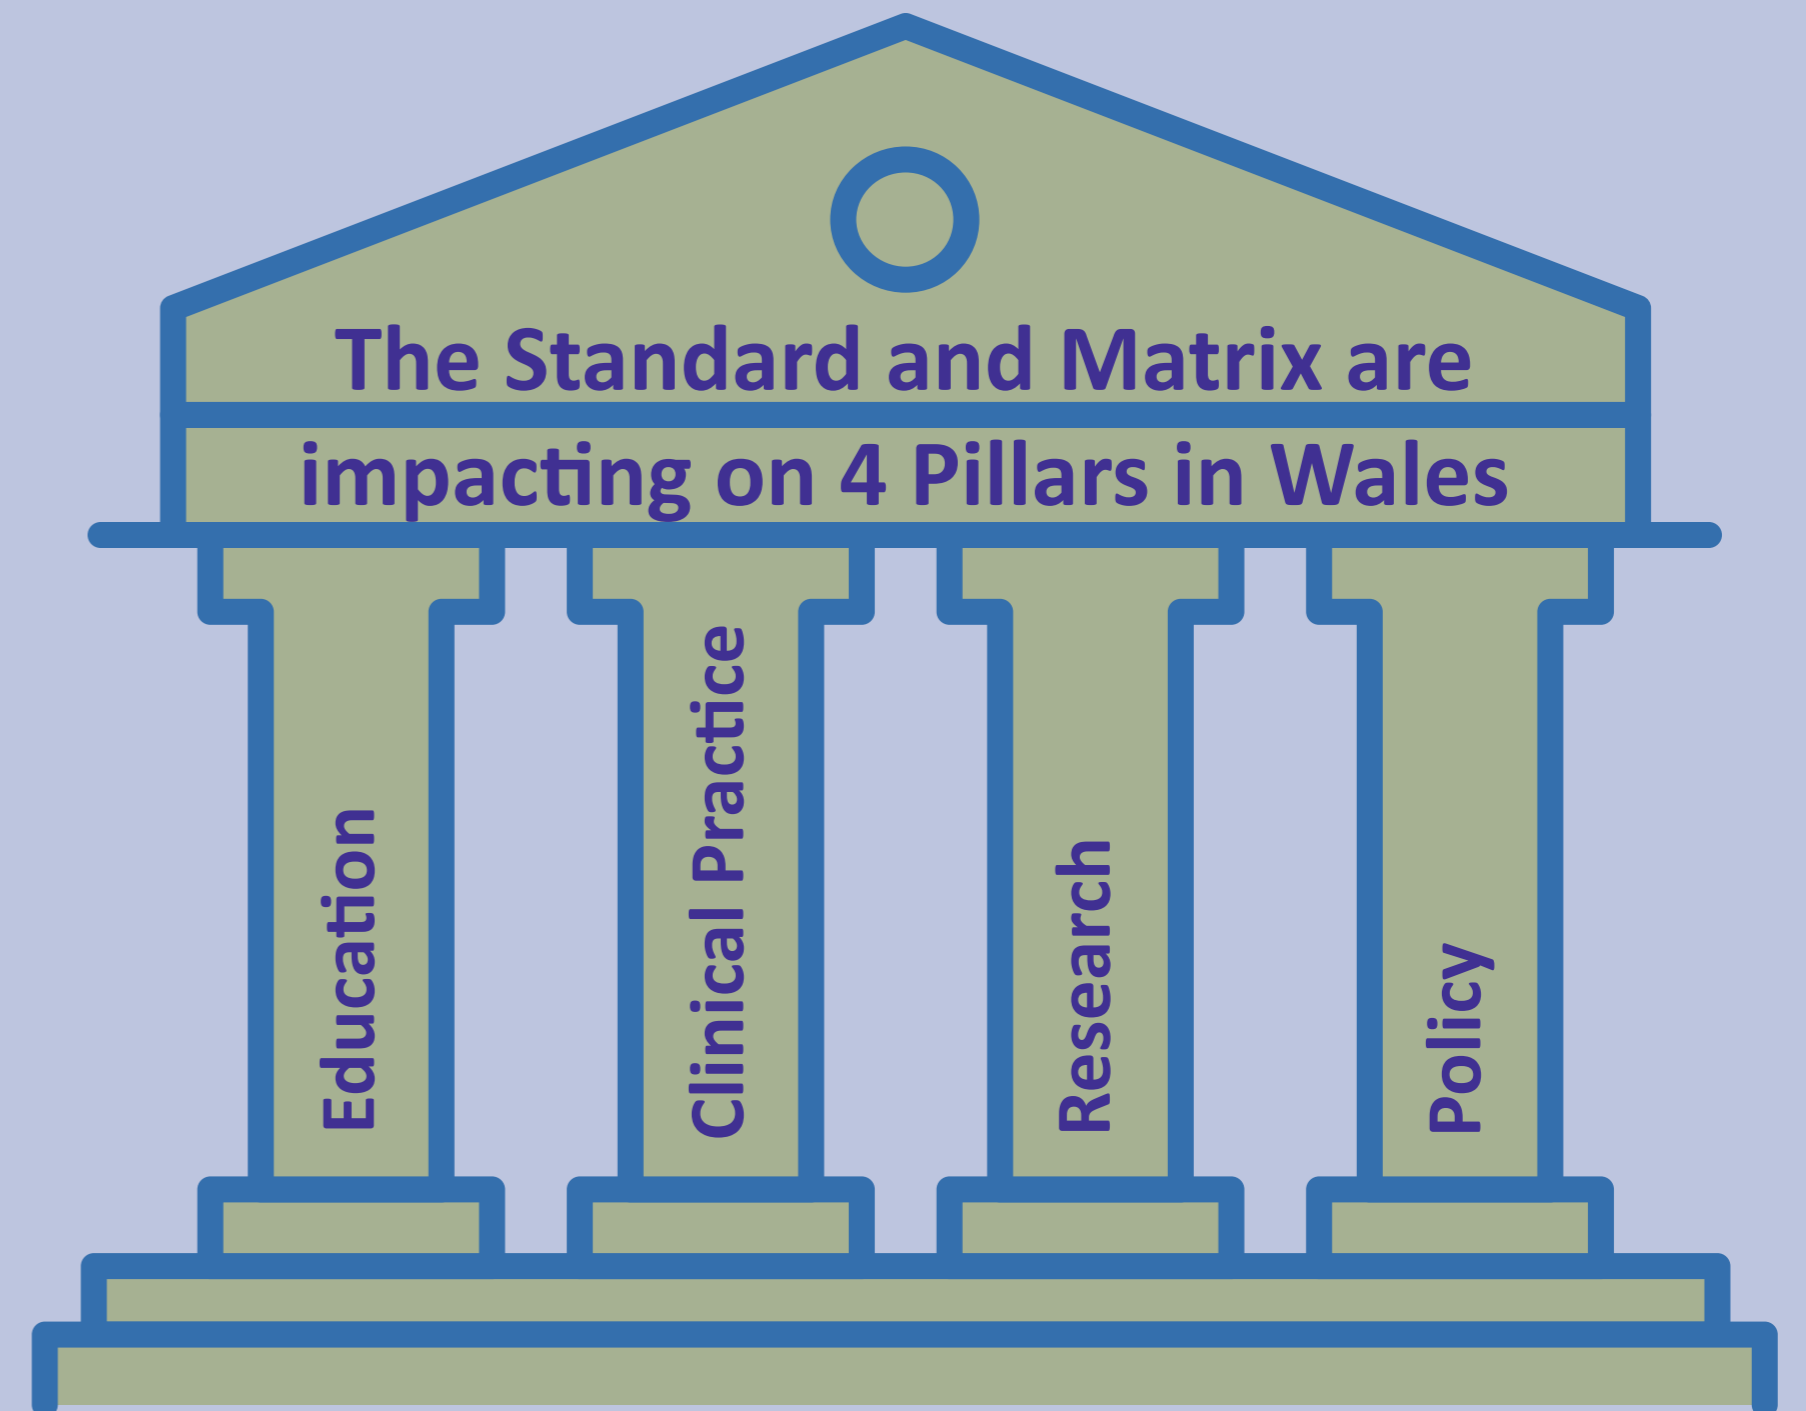 The Standard and Matrix are
impacting on 4 Pillars in Wales
Education
Clinical Practice
Research
Policy